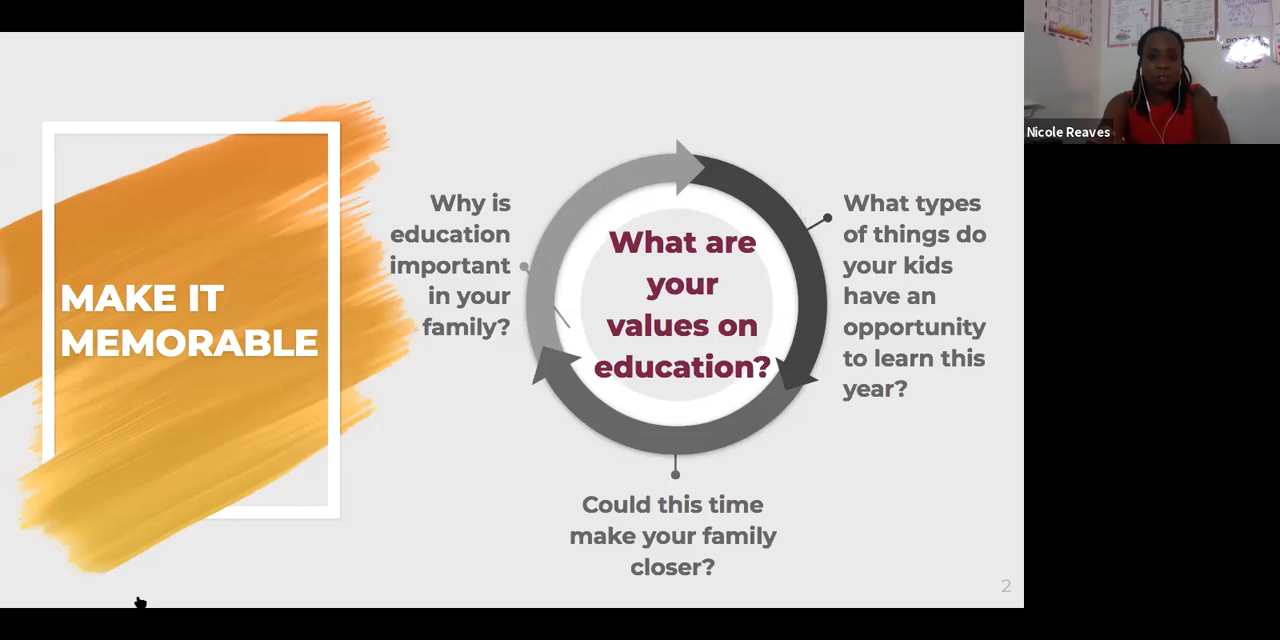 MAKE IT
MEMORABLE
Why is
education
important
in your
family?
What are
your
values on
education?
What types
of things do
your kids
have an
opportunity
to learn this
year?
Could this time
make your family
closer?
2
Nicole Reaves